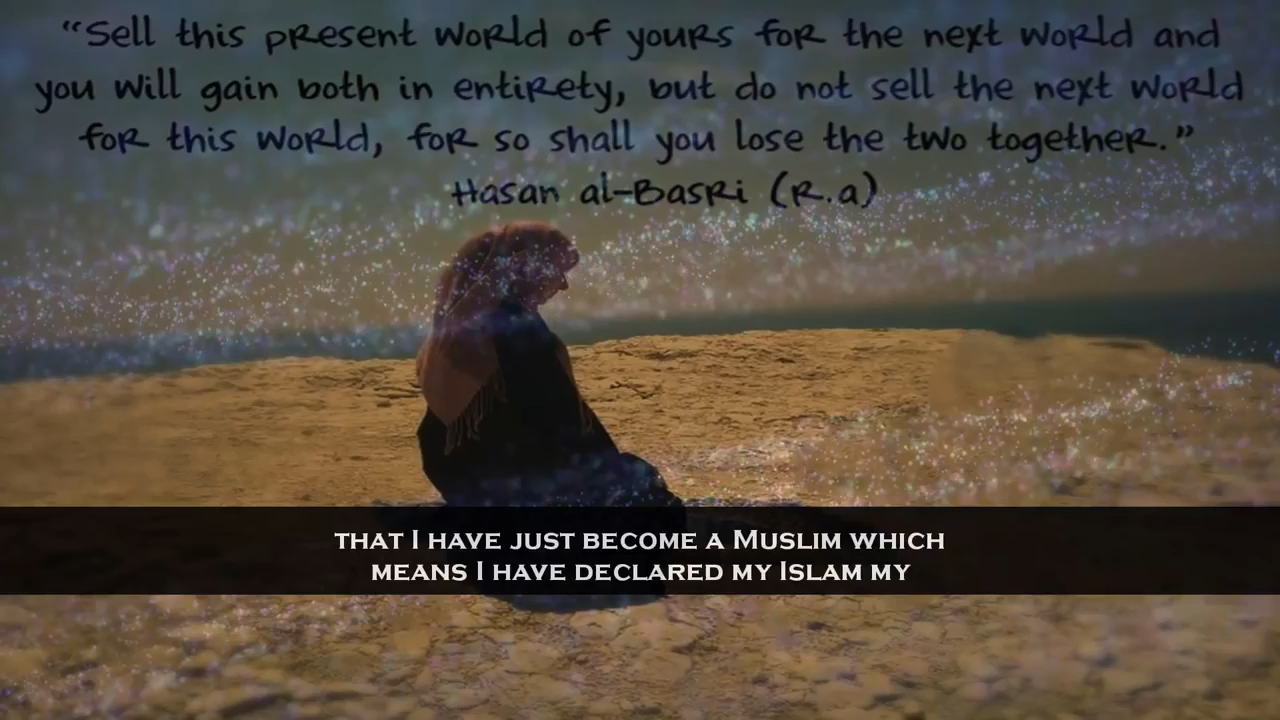 “Sell this present world of yours for the next world and
you will gain both in entirety, but do not sell the next world
for this world, for so shall you lose the two together.”
Hasan al-Basri (R.a)
THAT I HAVE JUST BECOME A MUSLIM WHICH
MEANS I HAVE DECLARED MY ISLAM MY